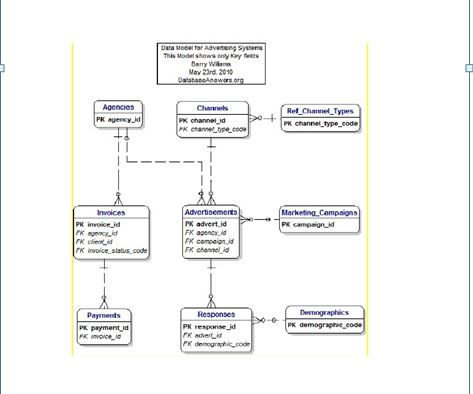 Data Model for Advertising Systems
This Model shows only Key fields
Barry Williams
May 23rd. 2010
DatabaseAnswers.org
Agencies
PK agency_id
Channels
PK channel_id
FK channel_type_code
Ref_Channel_Types
PK channel_type_code
Invoices
PK invoice_id
FK agency_id
FK client_id
FK invoice_status_code
Advertisements
PK advert_id
FK agency_id
FK campaign_id
FK channel_id
Marketing_Campaigns
PK campaign_id
Payments
PK payment_id
FK invoice_id
Responses
PK response_id
FK advert_id
FK demographic_code
Demographics
PK demographic_code